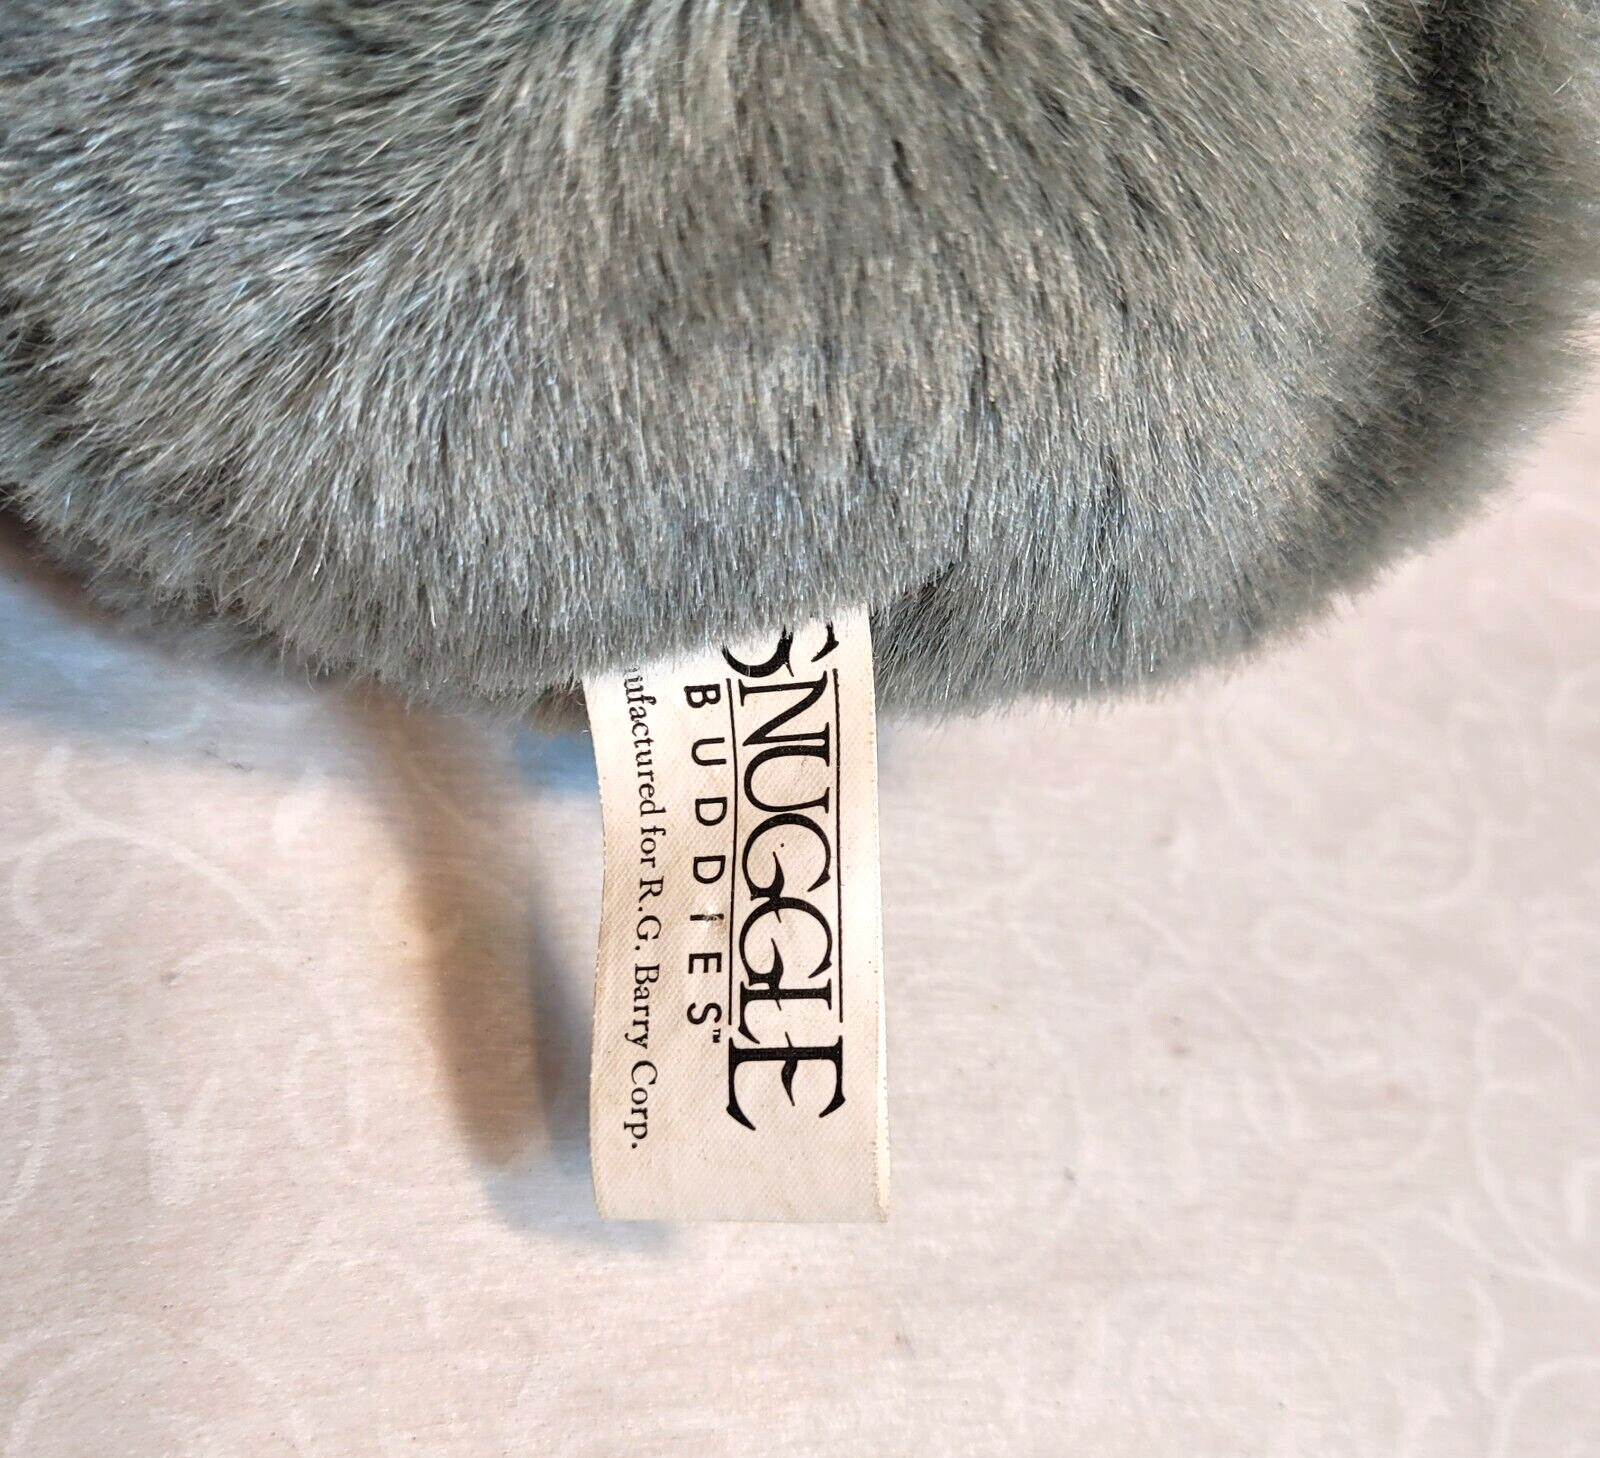 SNUGGLE
BUDDIES™
ufactured for R.G. Barry Corp.